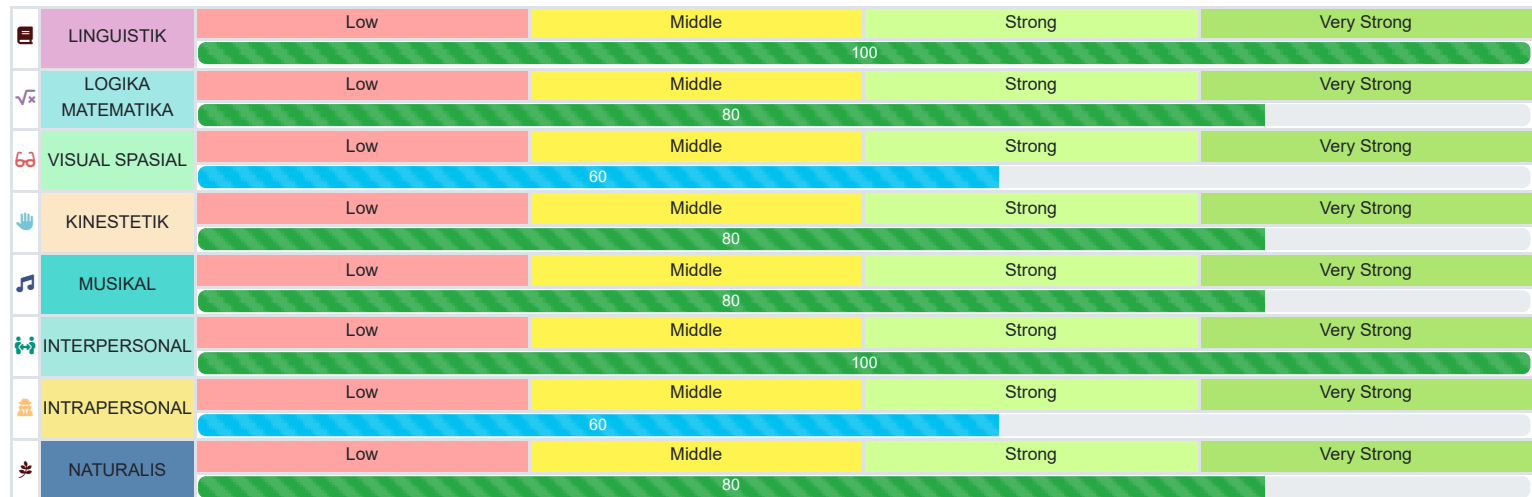 LINGUISTIK
Low Middle Strong Very Strong
100
LOGIKA
MATEMATIKA
Low Middle Strong Very Strong
80
VISUAL SPASIAL
Low Middle Strong Very Strong
60
KINESTETIK
Low Middle Strong Very Strong
80
MUSIKAL
Low Middle Strong Very Strong
80
INTERPERSONAL
Low Middle Strong Very Strong
100
INTRAPERSONAL
Low Middle Strong Very Strong
60
NATURALIS
Low Middle Strong Very Strong
80